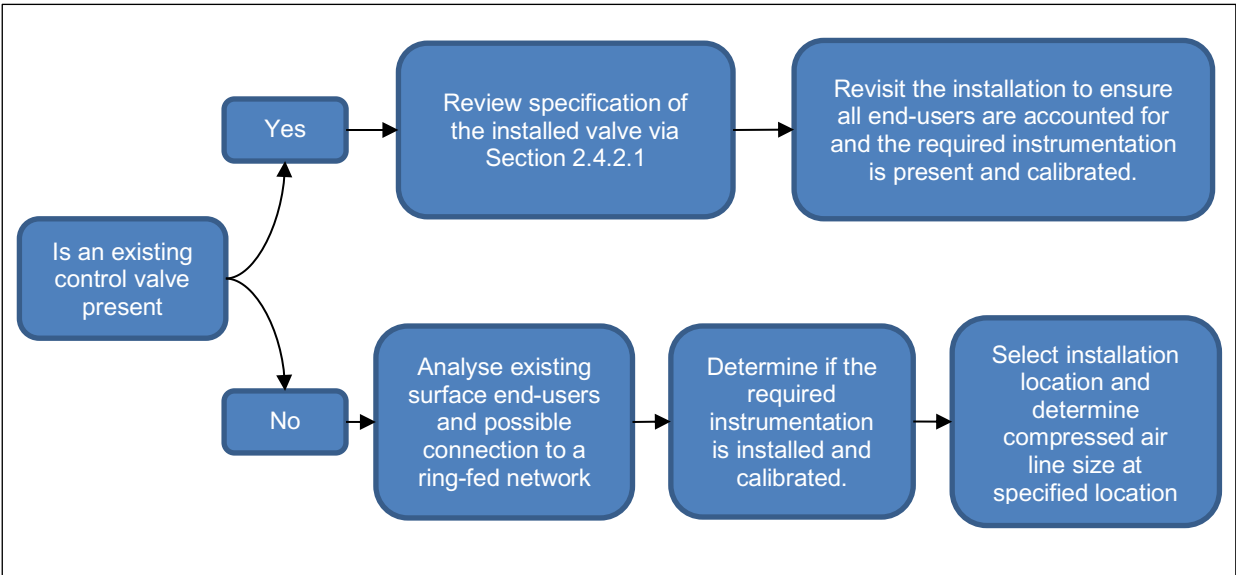 Is an existing
control valve
present
Yes
Review specification of
the installed valve via
Section 2.4.2.1
Revisit the installation to ensure
all end-users are accounted for
and the required instrumentation
is present and calibrated.
No
Analyse existing
surface end-users
and possible
connection to a
ring-fed network
Determine if the
required
instrumentation
is installed and
calibrated.
Select installation
location and
determine
compressed air
line size at
specified location